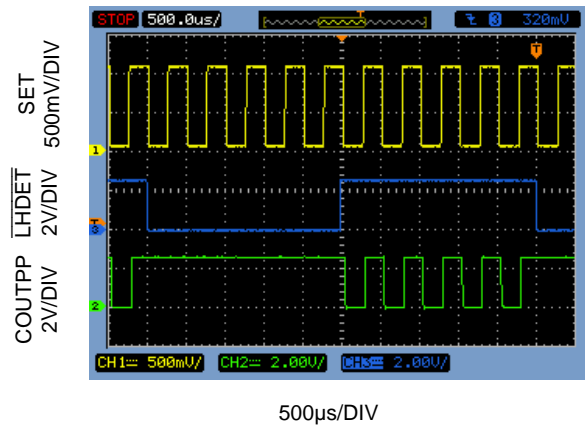 STOP 500.0us/ T 3 320mV
T
SET
500mV/DIV
1
LHDET
2V/DIV
T
3
COUTPP
2V/DIV
2
CH1 500mV/ CH2 2.00V/ CH3 2.00V/
500µs/DIV